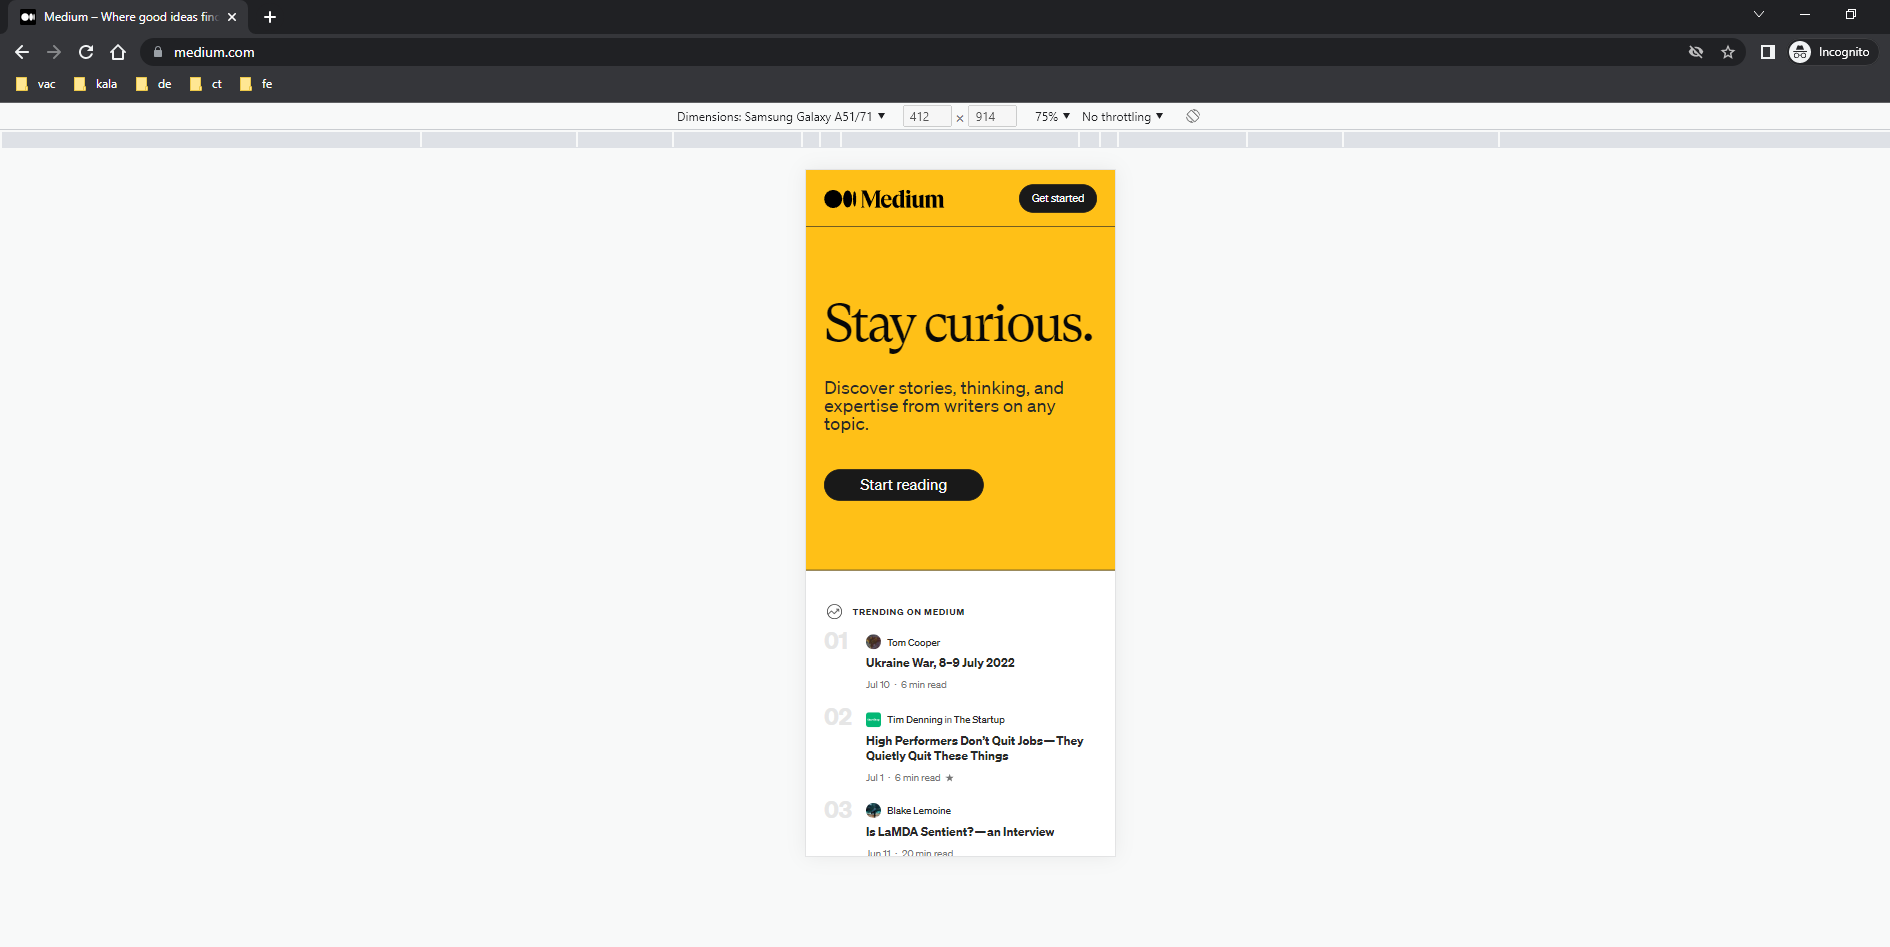 Medium – Where good ideas fin
medium.com
Incognito
vac
kala
de
ct
fe
Dimensions: Samsung Galaxy A51/71 ▼
412 × 914
75% ▼
No throttling ▼
Medium
Get started
Stay curious.
Discover stories, thinking, and
expertise from writers on any
topic.
Start reading
TRENDING ON MEDIUM
01
Tom Cooper
Ukraine War, 8–9 July 2022
Jul 10 · 6 min read
02
Tim Denning in The Startup
High Performers Don’t Quit Jobs — They
Quietly Quit These Things
Jul 1 · 6 min read ★
03
Blake Lemoine
Is LaMDA Sentient? — an Interview
Jun 11 · 20 min read